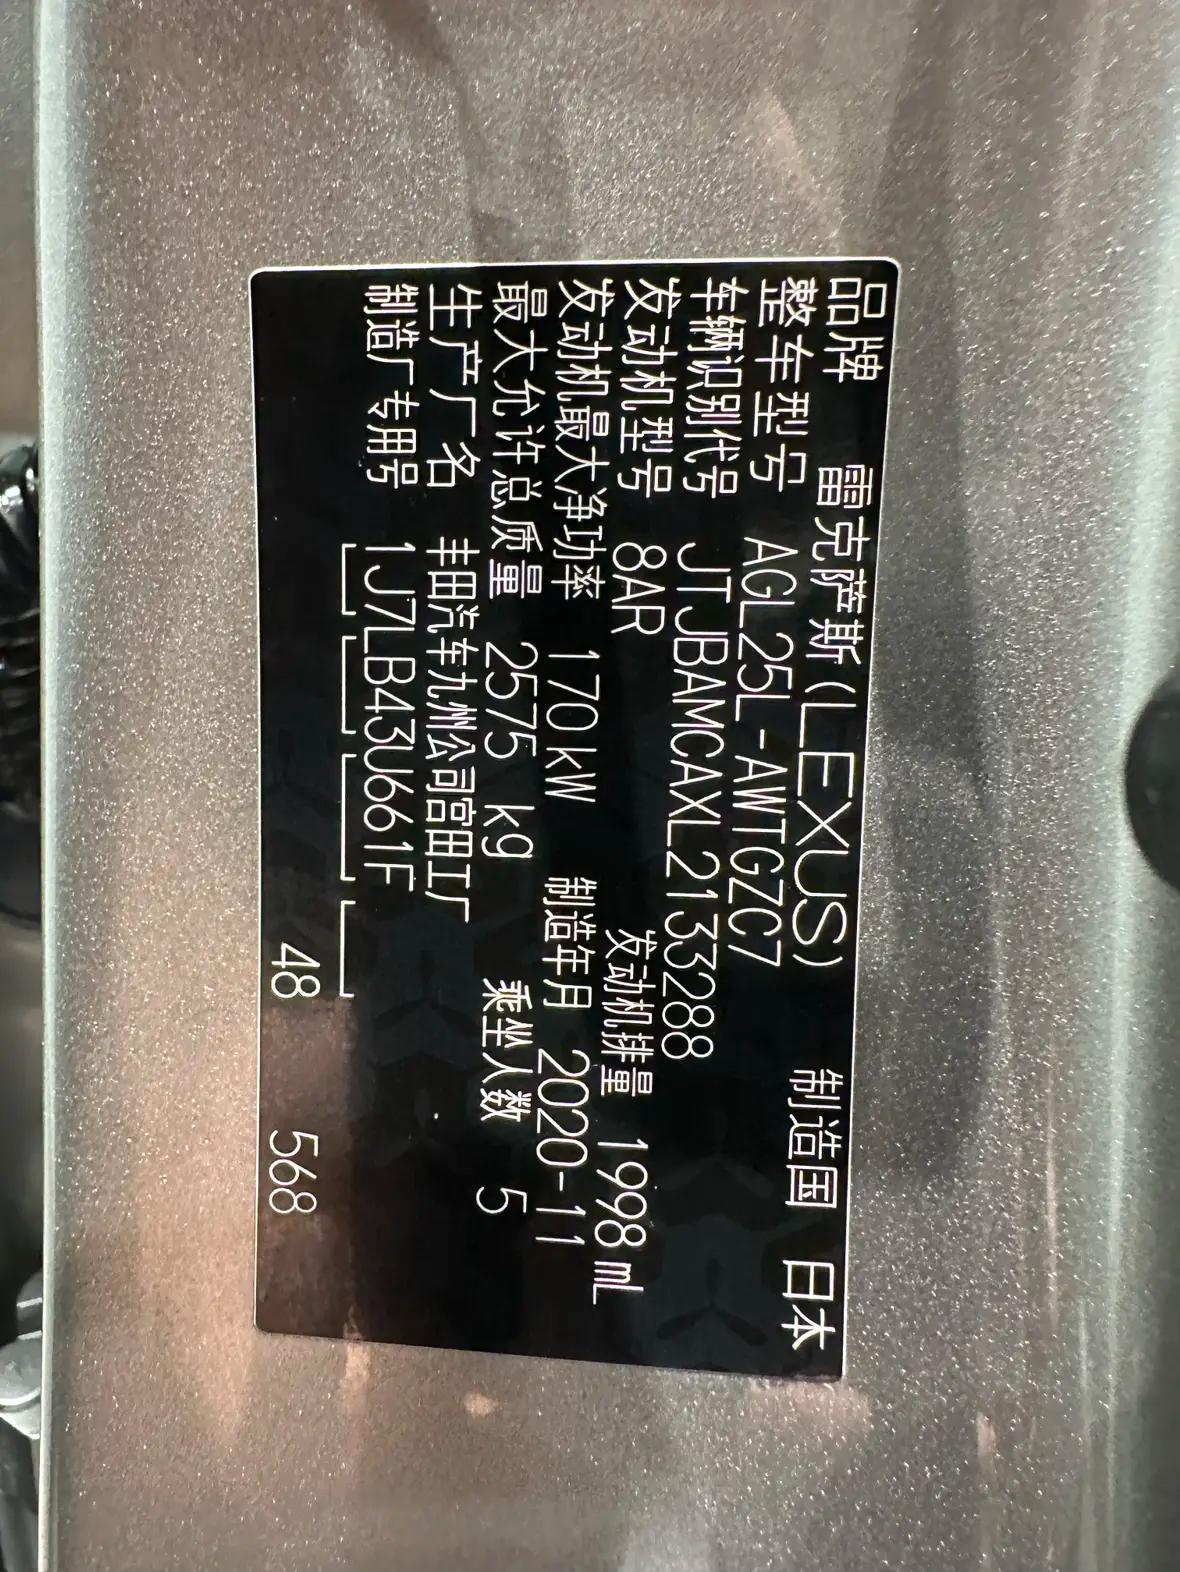 品牌 雷克萨斯(LEXUS) 制造国 日本
整车型号 AGL25L-AWTGZC7
车辆识别代号 JTJBAMCAXL2133288
发动机型号 8AR 发动机排量 1998 mL
发动机最大净功率 170 kW 制造年月 2020-11
最大允许总质量 2575 kg 乘坐人数 5
生产厂名 丰田汽车九州公司宫田工厂
制造厂专用号 1J7LB43U661F
48 568